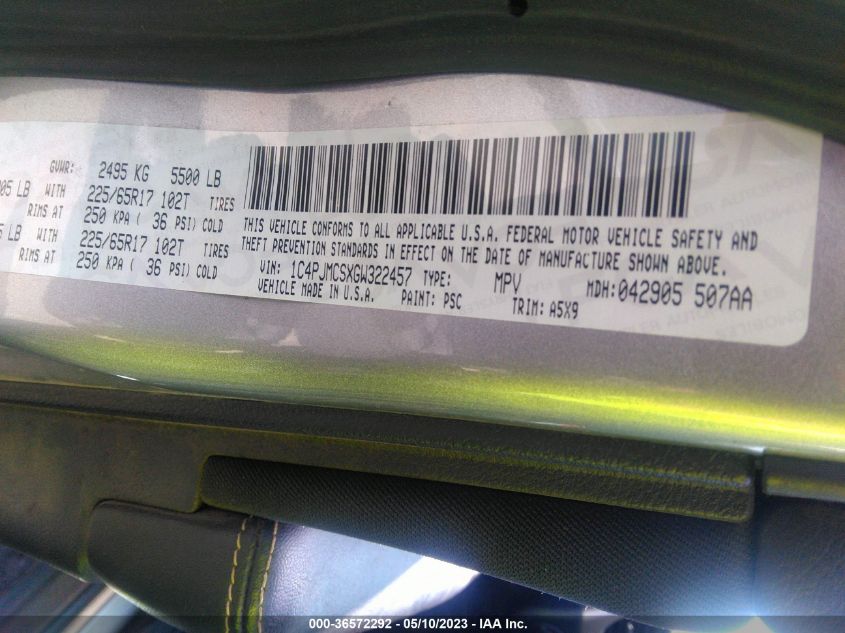 GVWR: 2495 KG 5500 LB
05 LB WITH 225/65R17 102T TIRES
RIMS AT 250 KPA ( 36 PSI) COLD
LB WITH 225/65R17 102T TIRES
RIMS AT 250 KPA ( 36 PSI) COLD
THIS VEHICLE CONFORMS TO ALL APPLICABLE U.S.A. FEDERAL MOTOR VEHICLE SAFETY AND
THEFT PREVENTION STANDARDS IN EFFECT ON THE DATE OF MANUFACTURE SHOWN ABOVE.
VIN: 1C4PJMCSXGW322457 TYPE: MPV MDH: 042905 507AA
VEHICLE MADE IN U.S.A. PAINT: PSC TRIM: A5X9
000-36572292 - 05/10/2023 - IAA Inc.